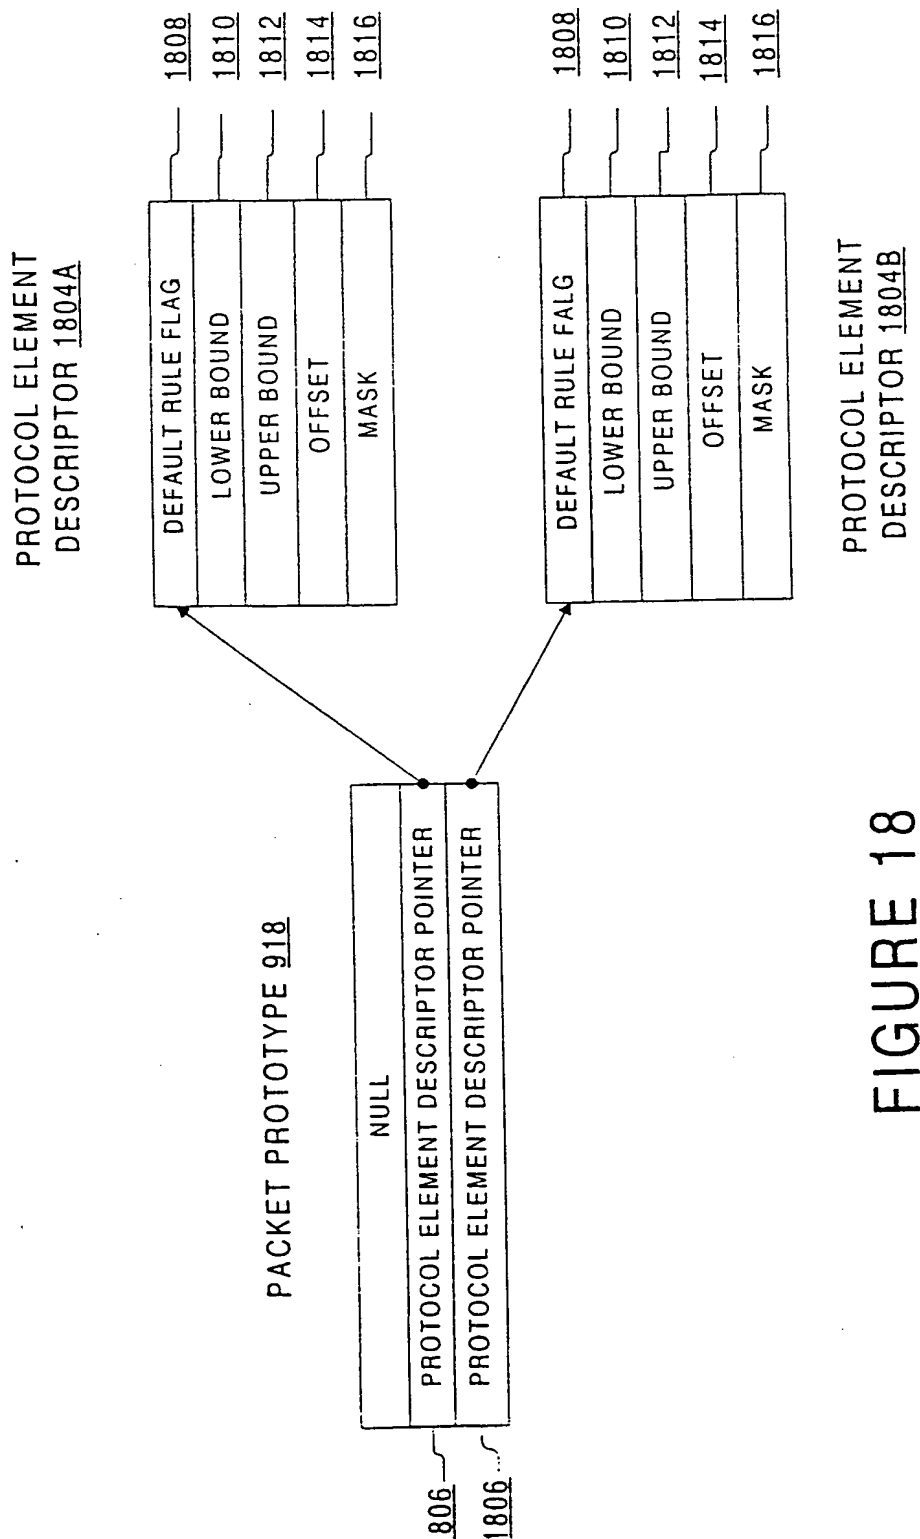 PROTOCOL ELEMENT
DESCRIPTOR 1804A
DEFAULT RULE FLAG 1808
LOWER BOUND 1810
UPPER BOUND 1812
OFFSET 1814
MASK 1816
PACKET PROTOTYPE 918
NULL
806 PROTOCOL ELEMENT DESCRIPTOR POINTER
1806 PROTOCOL ELEMENT DESCRIPTOR POINTER
DEFAULT RULE FALG 1808
LOWER BOUND 1810
UPPER BOUND 1812
OFFSET 1814
MASK 1816
PROTOCOL ELEMENT
DESCRIPTOR 1804B
FIGURE 18